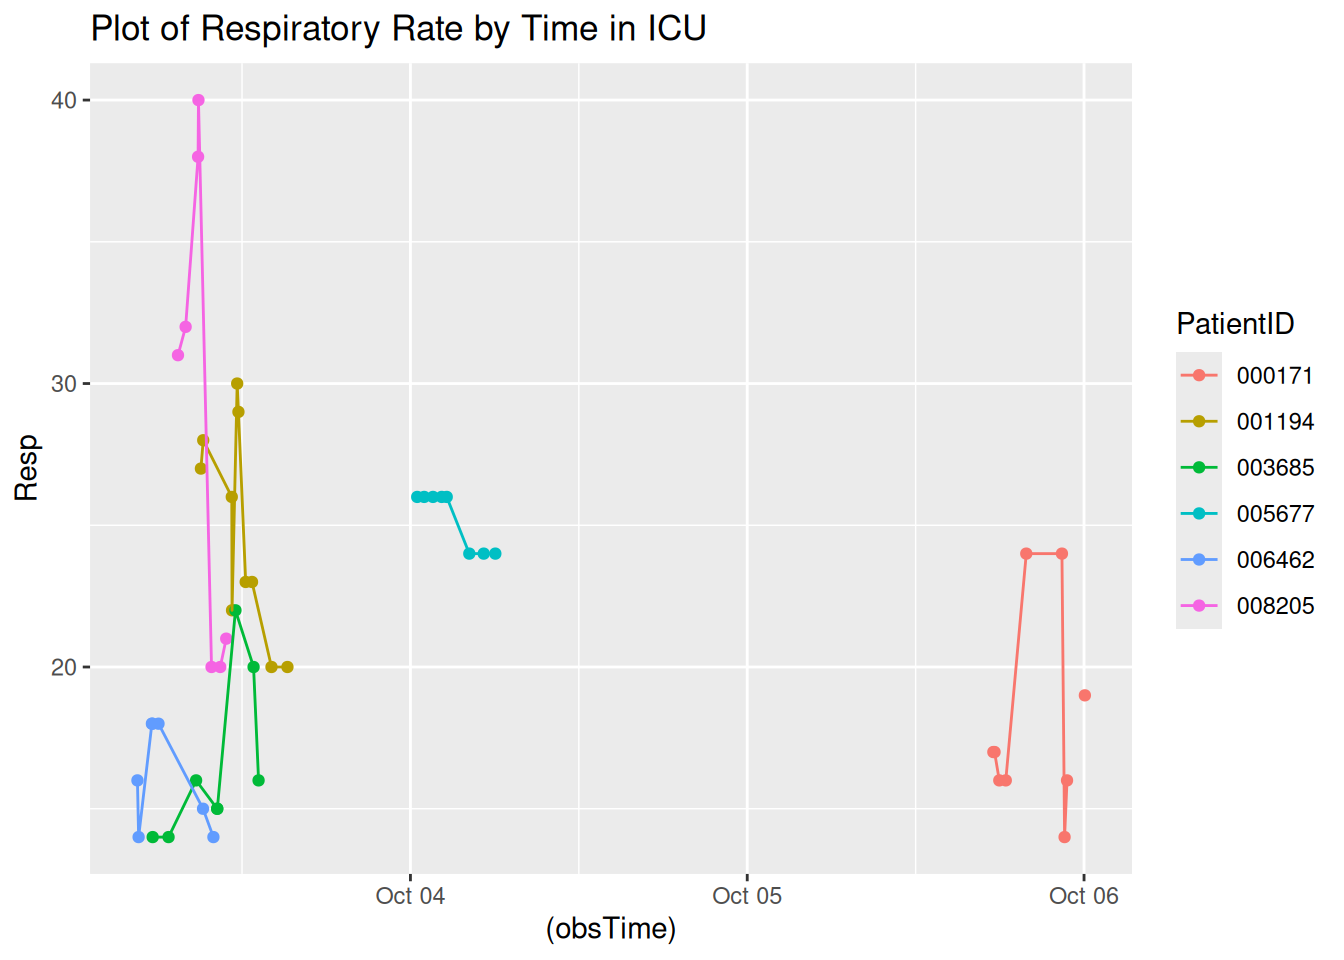 Plot of Respiratory Rate by Time in ICU
40
30
20
Resp
Oct 04
Oct 05
Oct 06
(obsTime)
PatientID
000171
001194
003685
005677
006462
008205